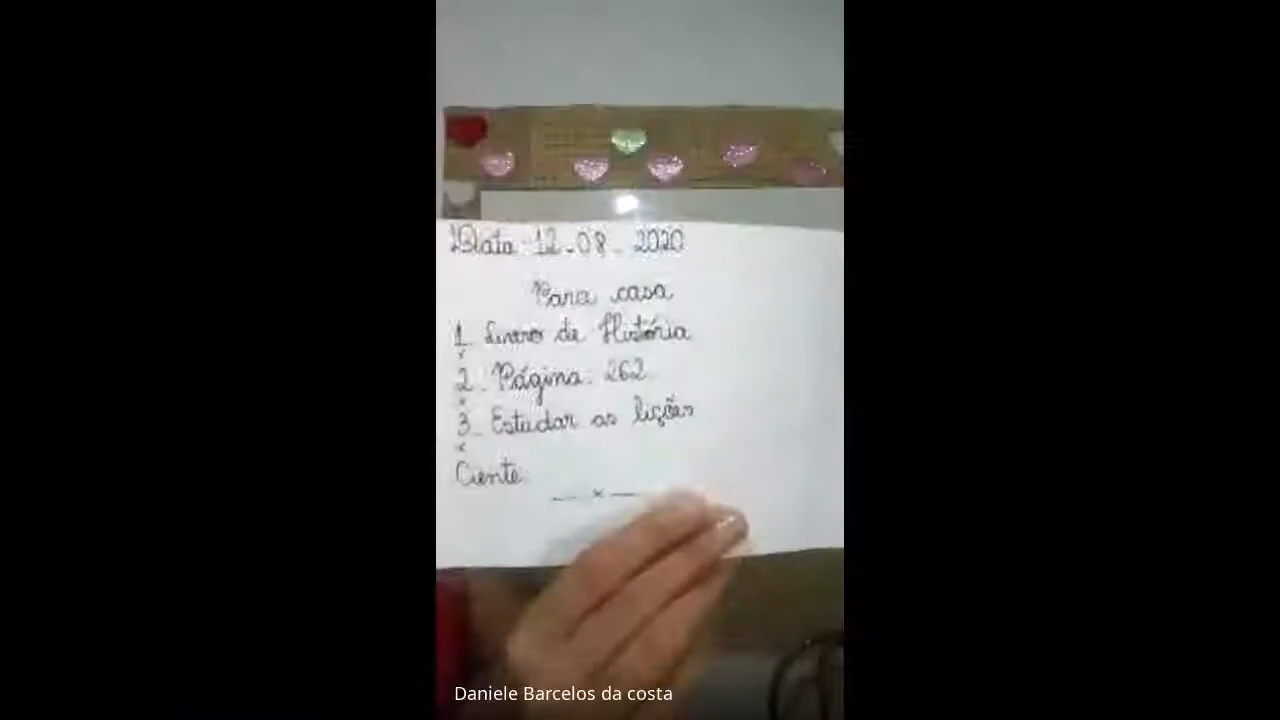 Data: 12-08-2020
Para casa
1. Livro de História
x
2. Página: 262
x
3. Estudar as lições
x
Ciente:
— x —
Daniele Barcelos da costa